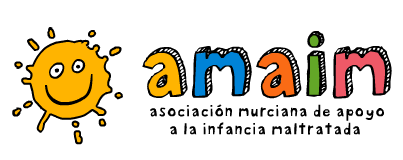 amaim
asociación murciana de apoyo
a la infancia maltratada